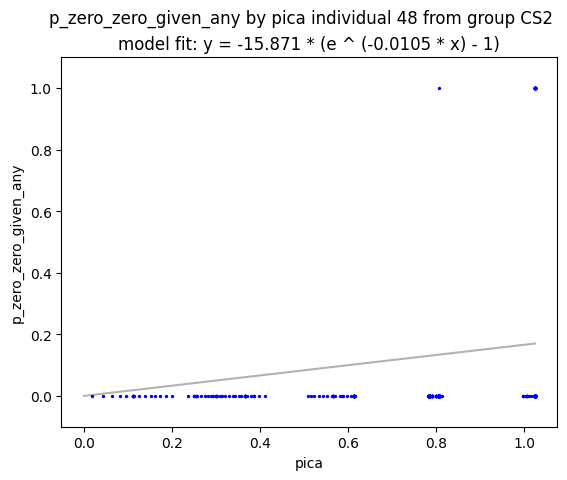 p_zero_zero_given_any by pica individual 48 from group CS2
model fit: y = -15.871 * (e ^ (-0.0105 * x) - 1)
1.0
0.8
0.6
0.4
0.2
0.0
p_zero_zero_given_any
0.0 0.2 0.4 0.6 0.8 1.0
pica